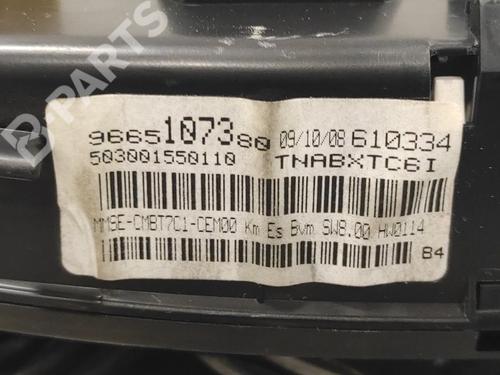 B-PARTS
9665107380 09/10/08 610334
503001550110 TNABXTC6I
MMSE-CMBT7C1-CEM00 Km Es Bvm SW8.00 HW0114
B4